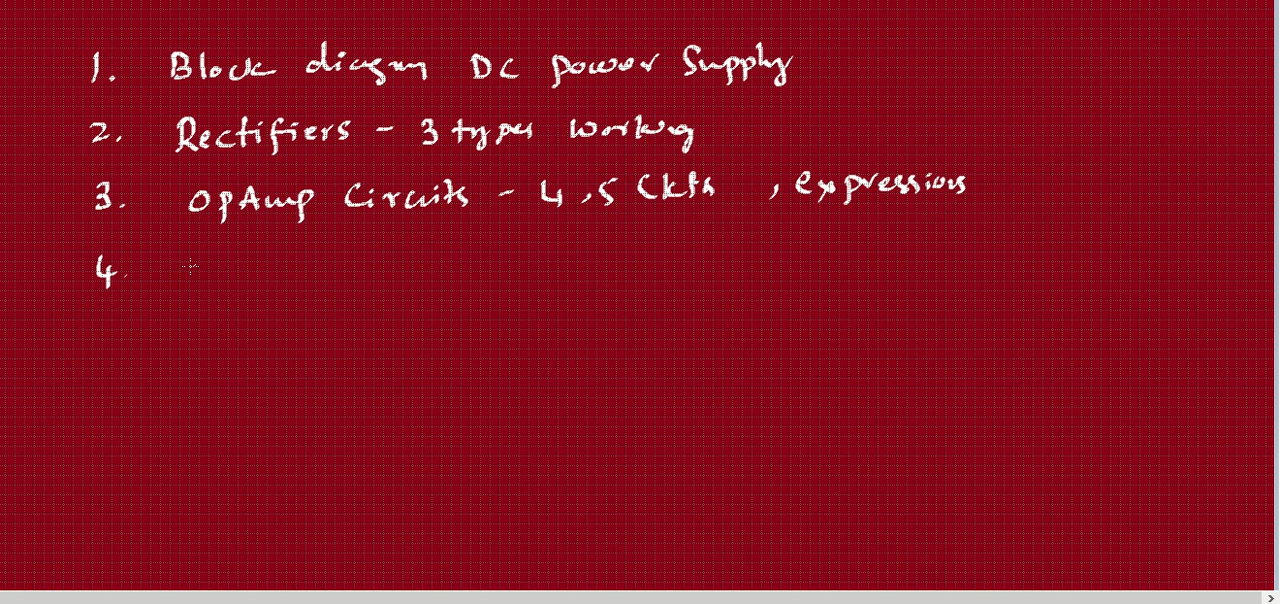 1. Block diagram DC power Supply
2. Rectifiers - 3 types working
3. OpAmp Circuits - 4,5 Ckts , expressions
4.